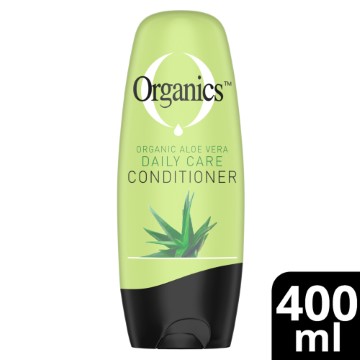 Organics™
ORGANIC ALOE VERA
DAILY CARE
CONDITIONER
400
ml